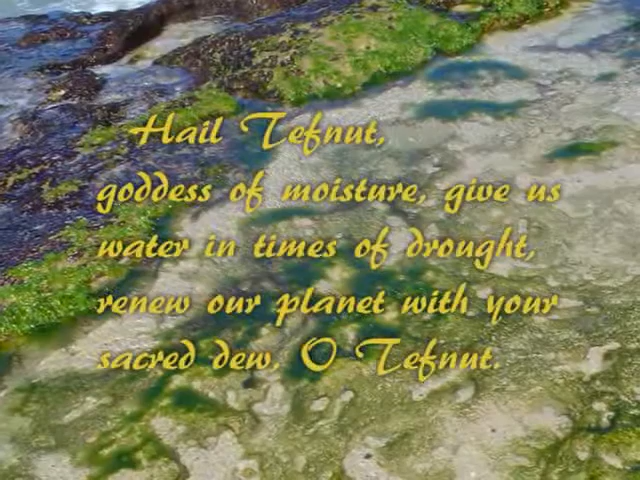 Hail Tefnut,
goddess of moisture, give us
water in times of drought,
renew our planet with your
sacred dew, O Tefnut.